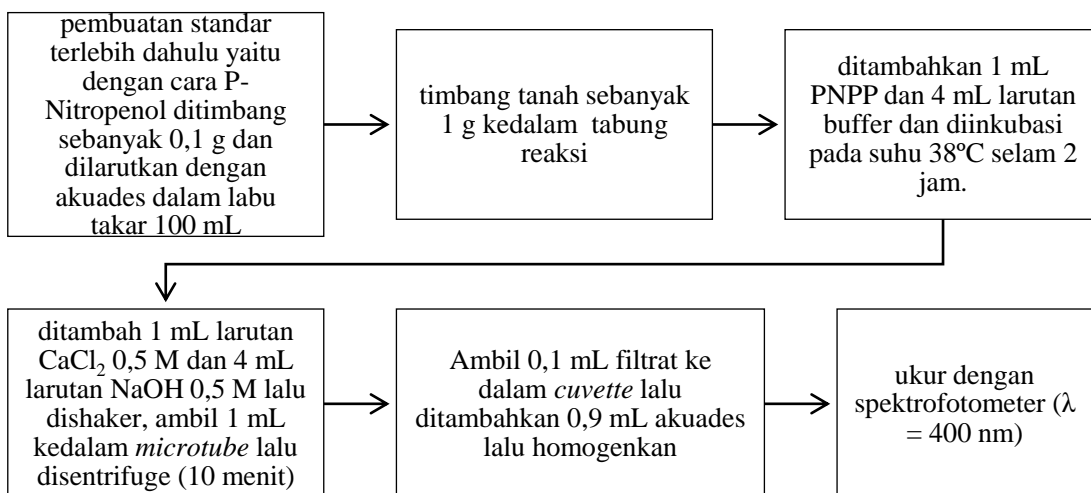 pembuatan standar
terlebih dahulu yaitu
dengan cara P-
Nitropenol ditimbang
sebanyak 0,1 g dan
dilarutkan dengan
akuades dalam labu
takar 100 mL
timbang tanah sebanyak
1 g kedalam tabung
reaksi
ditambahkan 1 mL
PNPP dan 4 mL larutan
buffer dan diinkubasi
pada suhu 38ºC selam 2
jam.
ditambah 1 mL larutan
CaCl₂ 0,5 M dan 4 mL
larutan NaOH 0,5 M lalu
dishaker, ambil 1 mL
kedalam microtube lalu
disentrifuge (10 menit)
Ambil 0,1 mL filtrat ke
dalam cuvette lalu
ditambahkan 0,9 mL akuades
lalu homogenkan
ukur dengan
spektrofotometer (λ
= 400 nm)